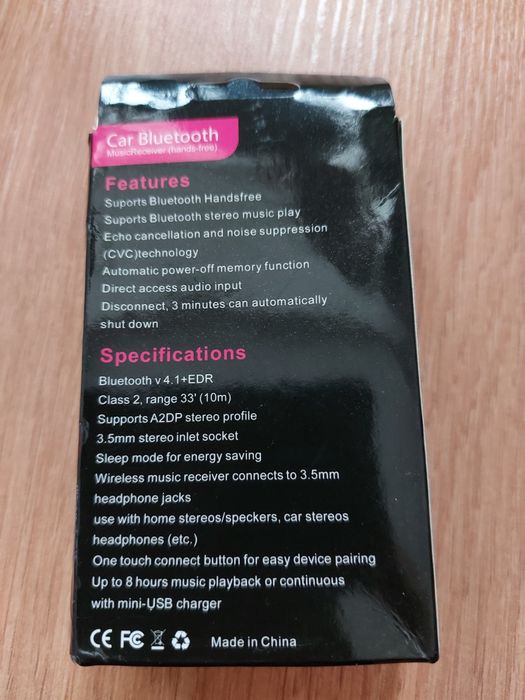 Car Bluetooth
MusicReceiver (hands-free)
Features
Supports Bluetooth Handsfree
Supports Bluetooth stereo music play
Echo cancellation and noise suppression
(CVC)technology
Automatic power-off memory function
Direct access audio input
Disconnect, 3 minutes can automatically
shut down
Specifications
Bluetooth v 4.1+EDR
Class 2, range 33' (10m)
Supports A2DP stereo profile
3.5mm stereo inlet socket
Sleep mode for energy saving
Wireless music receiver connects to 3.5mm
headphone jacks
use with home stereos/speckers, car stereos
headphones (etc.)
One touch connect button for easy device pairing
Up to 8 hours music playback or continuous
with mini-USB charger
CE FC Made in China